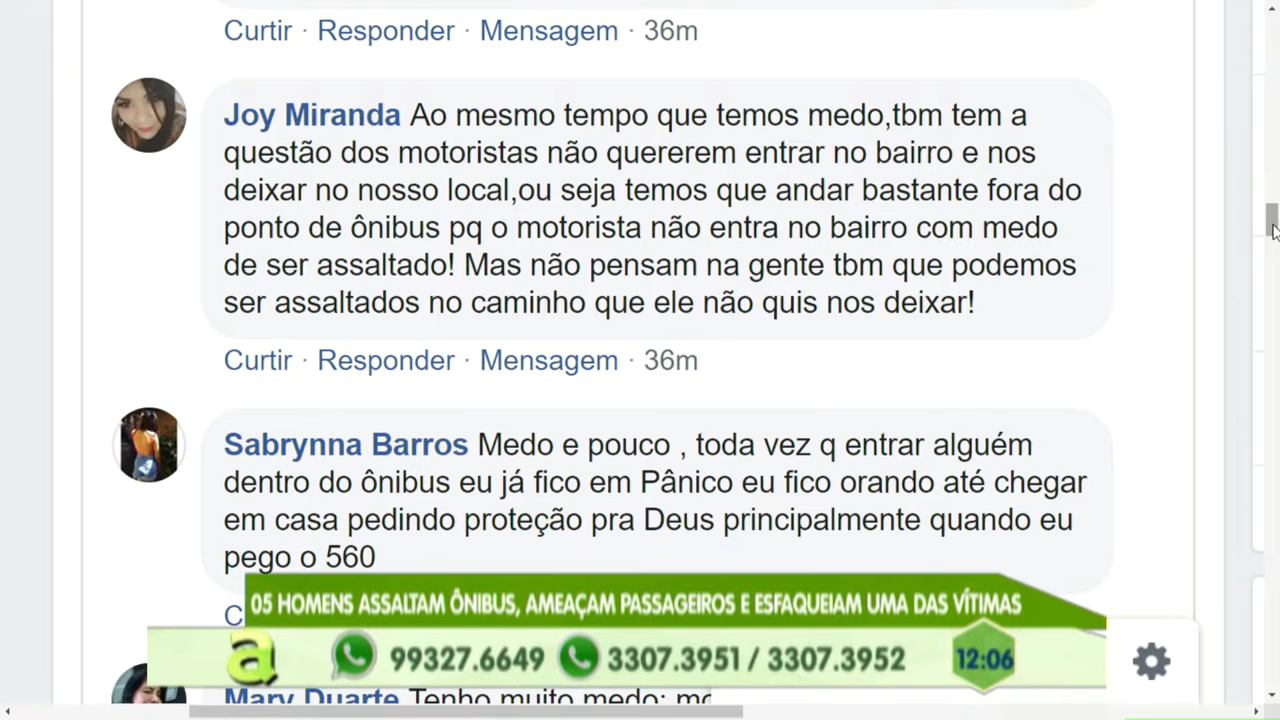 Curtir · Responder · Mensagem · 36m
Joy Miranda Ao mesmo tempo que temos medo,tbm tem a
questão dos motoristas não quererem entrar no bairro e nos
deixar no nosso local,ou seja temos que andar bastante fora do
ponto de ônibus pq o motorista não entra no bairro com medo
de ser assaltado! Mas não pensam na gente tbm que podemos
ser assaltados no caminho que ele não quis nos deixar!
Curtir · Responder · Mensagem · 36m
Sabrynna Barros Medo e pouco , toda vez q entrar alguém
dentro do ônibus eu já fico em Pânico eu fico orando até chegar
em casa pedindo proteção pra Deus principalmente quando eu
pego o 560
C
05 HOMENS ASSALTAM ÔNIBUS, AMEAÇAM PASSAGEIROS E ESFAQUEIAM UMA DAS VÍTIMAS
a 99327.6649 3307.3951 / 3307.3952 12:06
Mary Duarte Tenho muito medo; mo